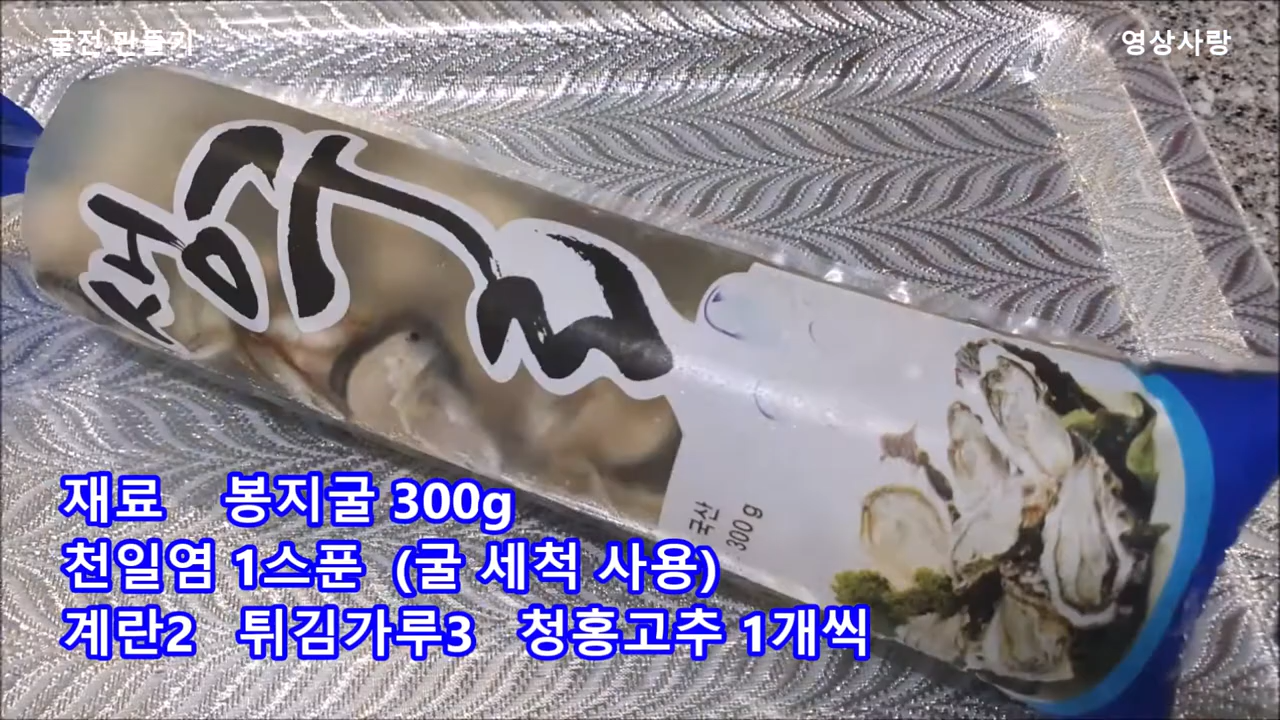 굴전 만들기
영상사랑
생굴
국산
300 g
재료 봉지굴 300g
천일염 1스푼 (굴 세척 사용)
계란2 튀김가루3 청홍고추 1개씩